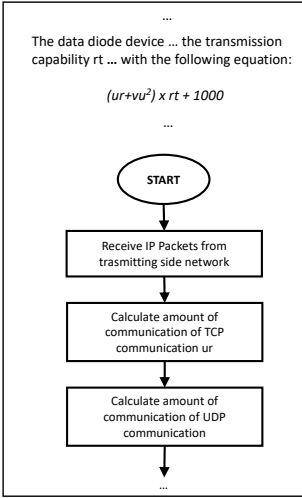 ...
The data diode device ... the transmission
capability rt ... with the following equation:
(ur+vu²) x rt + 1000
...
START
Receive IP Packets from
trasmitting side network
Calculate amount of
communication of TCP
communication ur
Calculate amount of
communication of UDP
communication
...